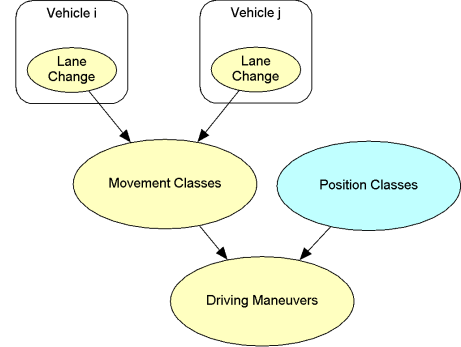 Vehicle i
Vehicle j
Lane
Change
Lane
Change
Movement Classes
Position Classes
Driving Maneuvers